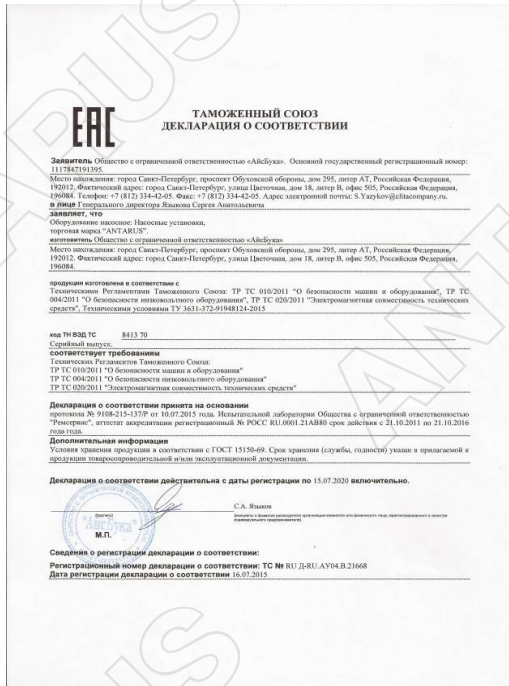 EAC
ТАМОЖЕННЫЙ СОЮЗ
ДЕКЛАРАЦИЯ О СООТВЕТСТВИИ
Заявитель Общество с ограниченной ответственностью «АйсБука». Основной государственный регистрационный номер:
1117847191395.
Место нахождения: город Санкт-Петербург, проспект Обуховской обороны, дом 295, литер АТ, Российская Федерация,
192012. Фактический адрес: город Санкт-Петербург, улица Цветочная, дом 18, литер В, офис 505, Российская Федерация,
196084. Телефон: +7 (812) 334-42-05. Факс: +7 (812) 334-42-05. Адрес электронной почты: S.Yazykov@elitacompany.ru.
в лице Генерального директора Языкова Сергея Анатольевича
заявляет, что
Оборудование насосное: Насосные установки,
торговая марка "ANTARUS".
изготовитель Общество с ограниченной ответственностью «АйсБука»
Место нахождения: город Санкт-Петербург, проспект Обуховской обороны, дом 295, литер АТ, Российская Федерация,
192012. Фактический адрес: город Санкт-Петербург, улица Цветочная, дом 18, литер В, офис 505, Российская Федерация,
196084.
продукция изготовлена в соответствии с
Техническими Регламентами Таможенного Союза: ТР ТС 010/2011 "О безопасности машин и оборудования", ТР ТС
004/2011 "О безопасности низковольтного оборудования", ТР ТС 020/2011 "Электромагнитная совместимость технических
средств", Техническими условиями ТУ 3631-372-91948124-2015
код ТН ВЭД ТС 8413 70
Серийный выпуск.
соответствует требованиям
Технических Регламентов Таможенного Союза:
ТР ТС 010/2011 "О безопасности машин и оборудования"
ТР ТС 004/2011 "О безопасности низковольтного оборудования"
ТР ТС 020/2011 "Электромагнитная совместимость технических средств"
Декларация о соответствии принята на основании
протокола № 9108-215-137/Р от 10.07.2015 года. Испытательной лаборатории Общества с ограниченной ответственностью
"Ремсервис", аттестат аккредитации регистрационный № РОСС RU.0001.21АВ80 срок действия с 21.10.2011 по 21.10.2016
года года.
Дополнительная информация
Условия хранения продукции в соответствии с ГОСТ 15150-69. Срок хранения (службы, годности) указан в прилагаемой к
продукции товаросопроводительной и/или эксплуатационной документации.
Декларация о соответствии действительна с даты регистрации по 15.07.2020 включительно.
С.А. Языков
(подпись)
"АйсБука"
М.П.
Сведения о регистрации декларации о соответствии:
Регистрационный номер декларации о соответствии: ТС № RU Д-RU.АУ04.В.21668
Дата регистрации декларации о соответствии 16.07.2015